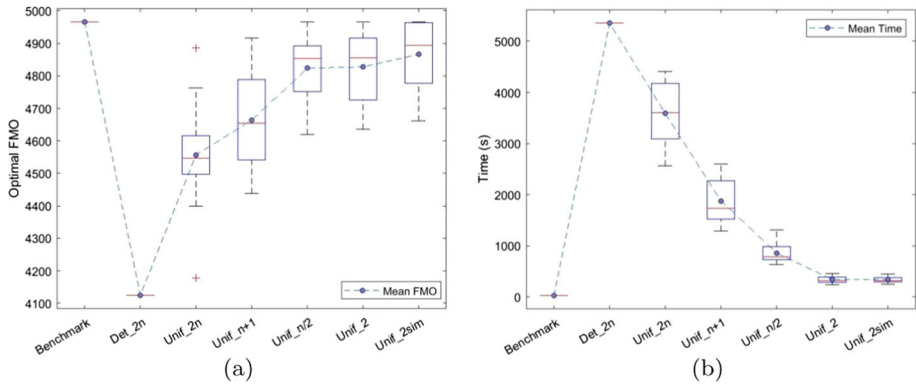 5000
4900
4800
4700
4600
4500
4400
4300
4200
4100
Optimal FMO
Mean FMO
Benchmark
Det_2n
Unif_2n
Unif_n+1
Unif_n/2
Unif_2
Unif_2sim
(a)
5000
4000
3000
2000
1000
0
Time (s)
Mean Time
Benchmark
Det_2n
Unif_2n
Unif_n+1
Unif_n/2
Unif_2
Unif_2sim
(b)